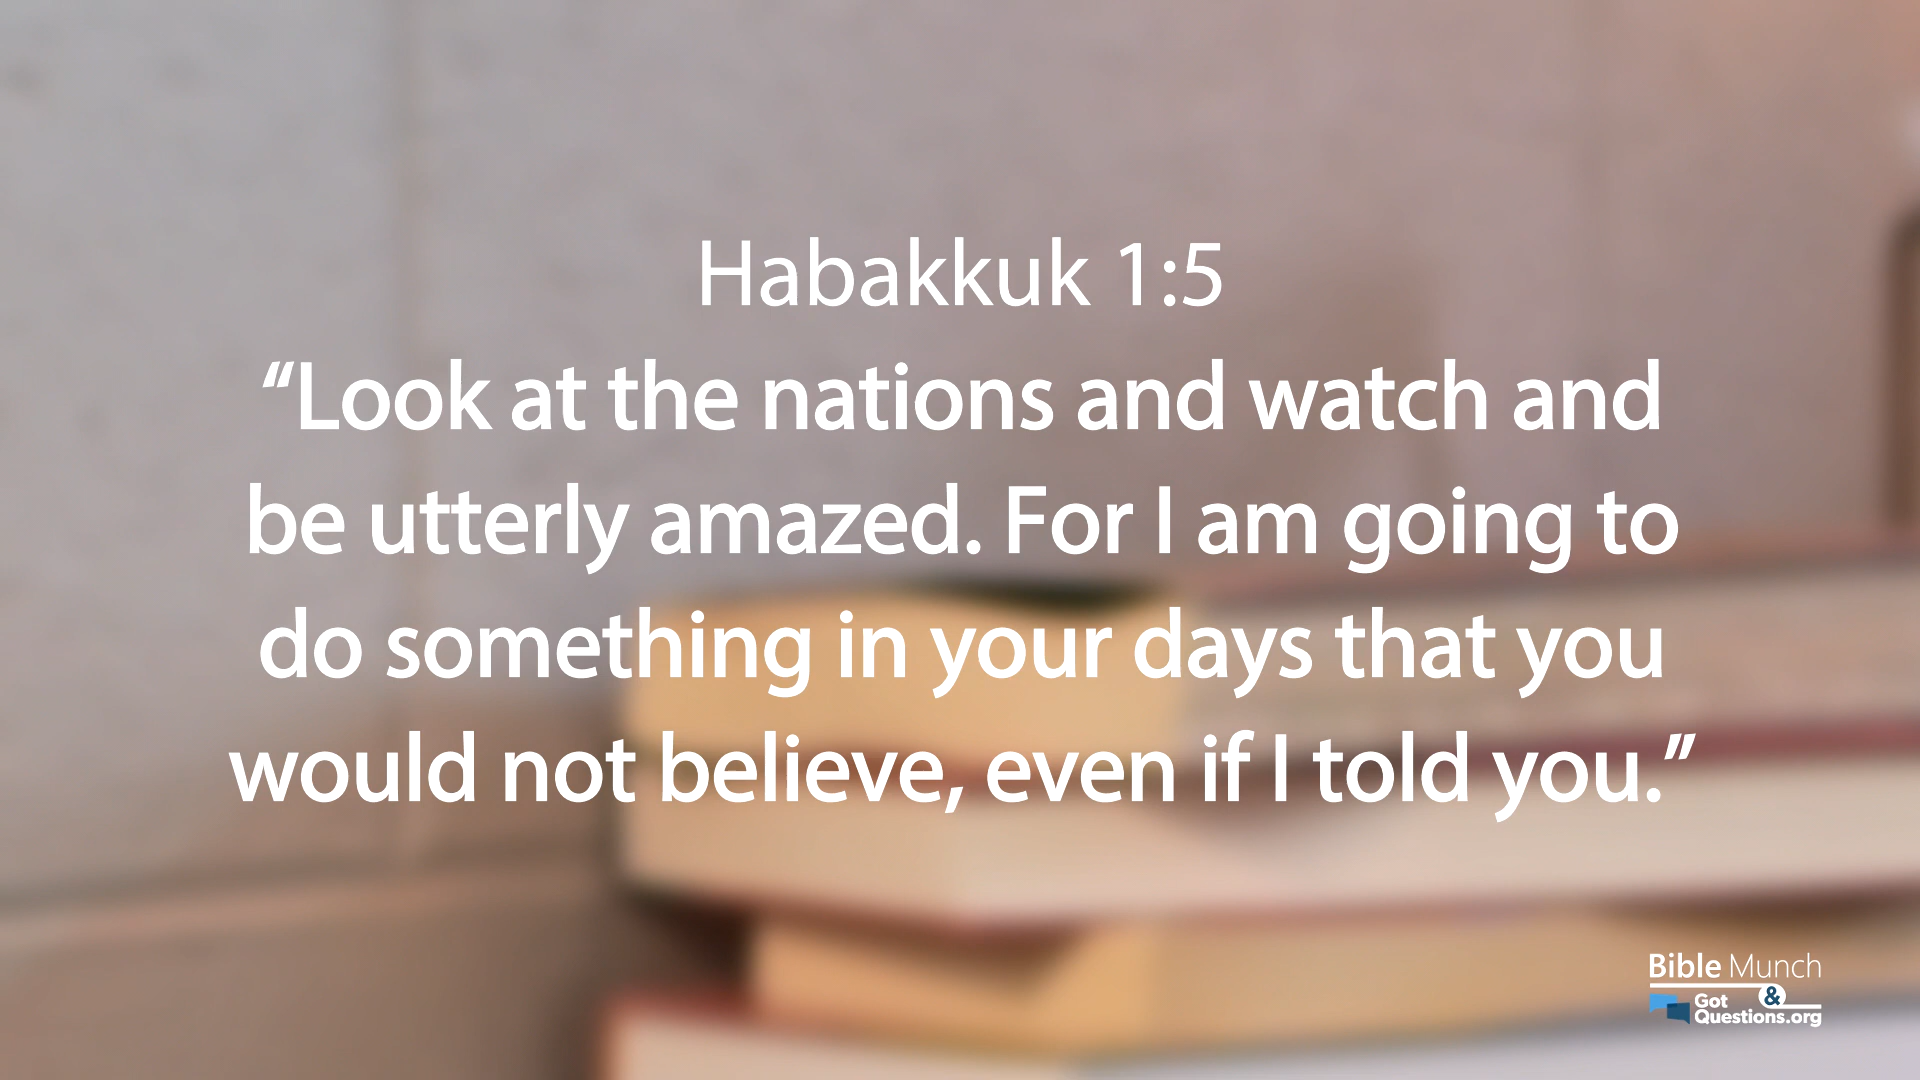 Habakkuk 1:5
“Look at the nations and watch and
be utterly amazed. For I am going to
do something in your days that you
would not believe, even if I told you.”
Bible Munch
&
Got
Questions.org